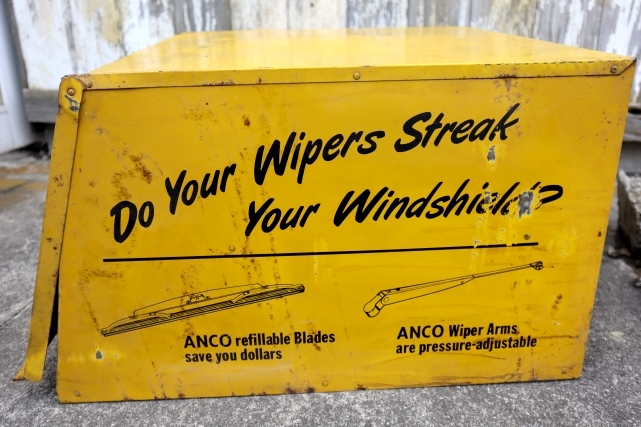 Do Your Wipers Streak
Your Windshield?
ANCO refillable Blades
save you dollars
ANCO Wiper Arms
are pressure-adjustable